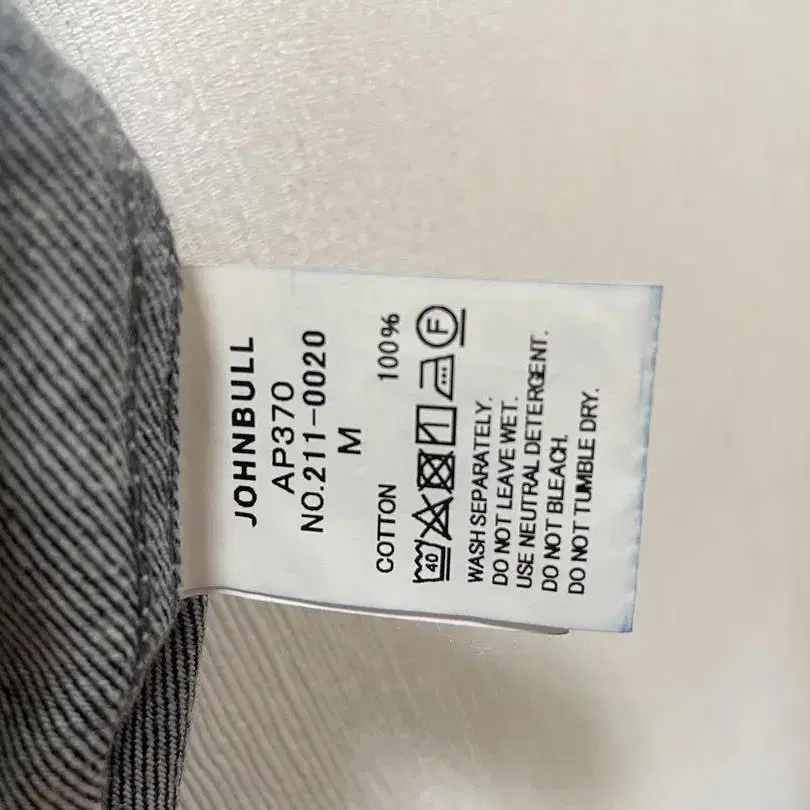 JOHNBULL
AP370
NO.211-0020
M
COTTON 100%
40 F
WASH SEPARATELY.
DO NOT LEAVE WET.
USE NEUTRAL DETERGENT.
DO NOT BLEACH.
DO NOT TUMBLE DRY.